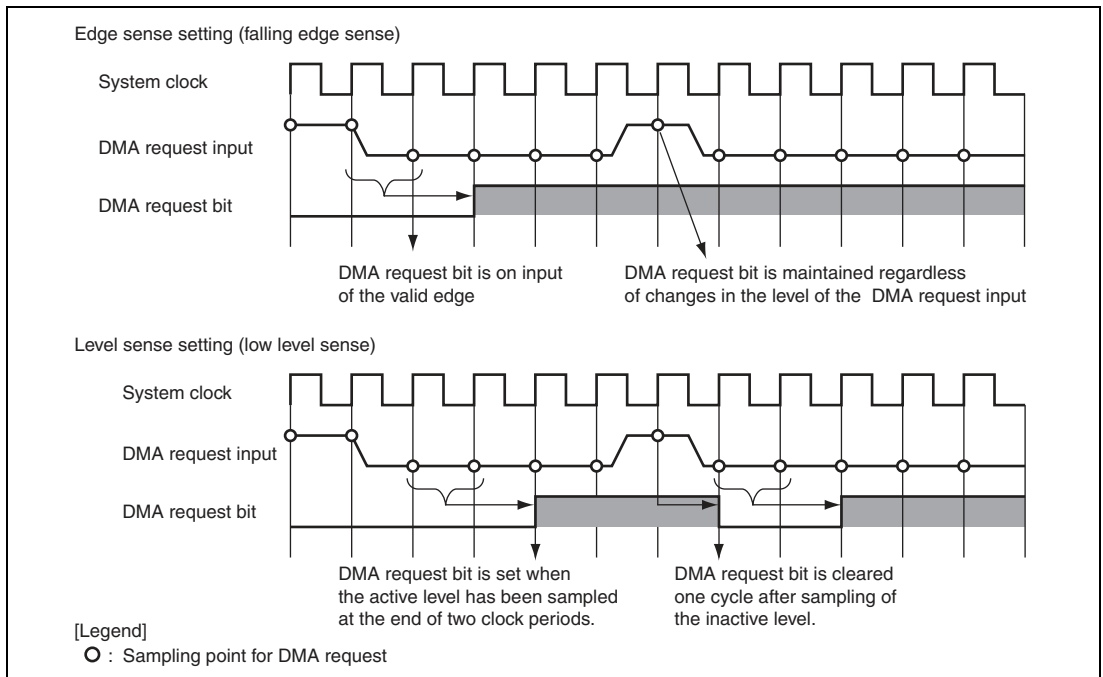 Edge sense setting (falling edge sense)
System clock
DMA request input
DMA request bit
DMA request bit is on input
of the valid edge
DMA request bit is maintained regardless
of changes in the level of the DMA request input
Level sense setting (low level sense)
System clock
DMA request input
DMA request bit
DMA request bit is set when
the active level has been sampled
at the end of two clock periods.
DMA request bit is cleared
one cycle after sampling of
the inactive level.
[Legend]
: Sampling point for DMA request